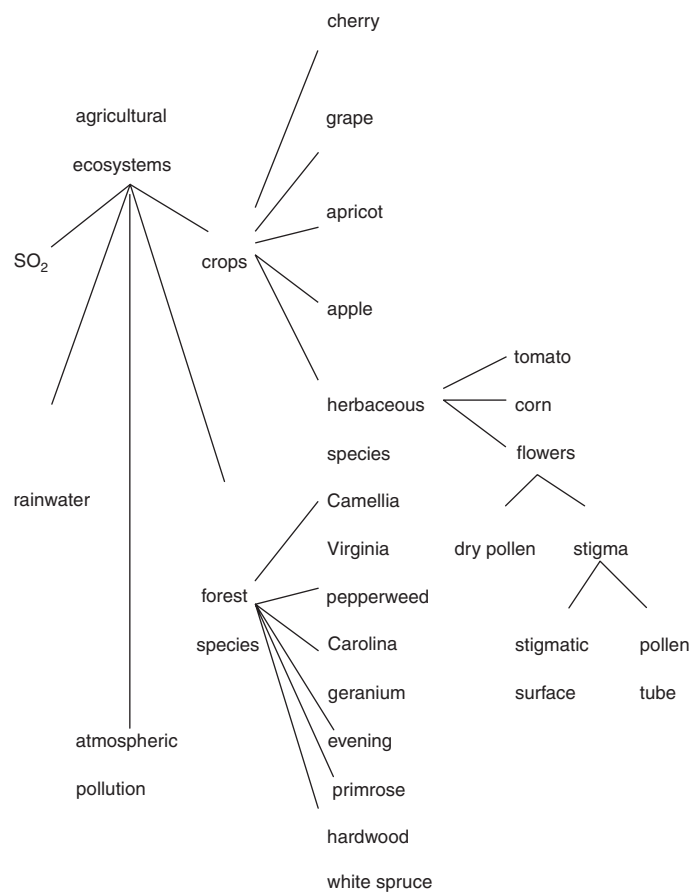 cherry
agricultural
grape
ecosystems
apricot
SO₂
crops
apple
tomato
herbaceous
corn
species
flowers
rainwater
Camellia
Virginia
dry pollen
stigma
forest
pepperweed
species
Carolina
stigmatic
pollen
geranium
surface
tube
atmospheric
evening
pollution
primrose
hardwood
white spruce